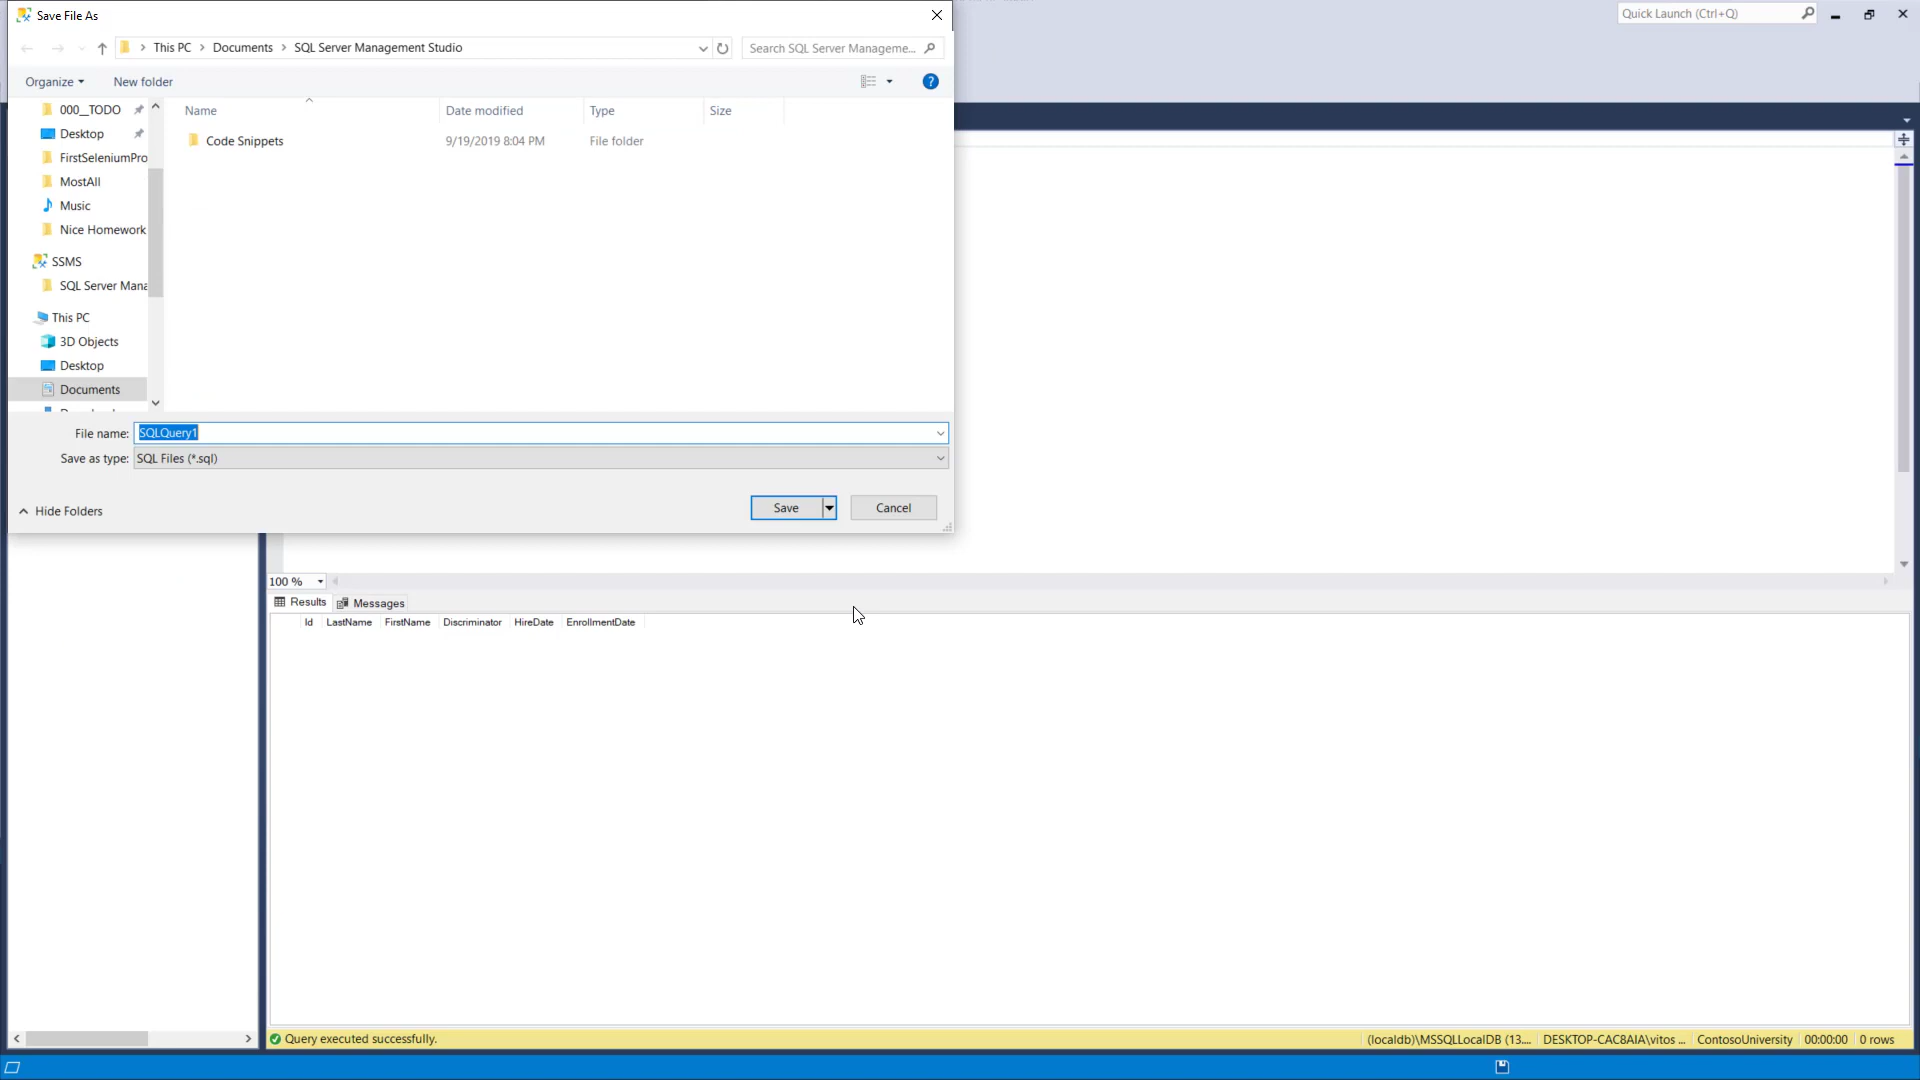 Save File As
Quick Launch (Ctrl+Q)
This PC > Documents > SQL Server Management Studio
Search SQL Server Manageme...
Organize
New folder
Name
Date modified
Type
Size
000__TODO
Desktop
FirstSeleniumPro
MostAll
Music
Nice Homework
SSMS
SQL Server Mana
This PC
3D Objects
Desktop
Documents
Code Snippets
9/19/2019 8:04 PM
File folder
File name: SQLQuery1
Save as type: SQL Files (*.sql)
Hide Folders
Save
Cancel
100 %
Results
Messages
Id LastName FirstName Discriminator HireDate EnrollmentDate
Query executed successfully.
(localdb)\MSSQLLocalDB (13....
DESKTOP-CAC8AIA\vitos ...
ContosoUniversity
00:00:00
0 rows